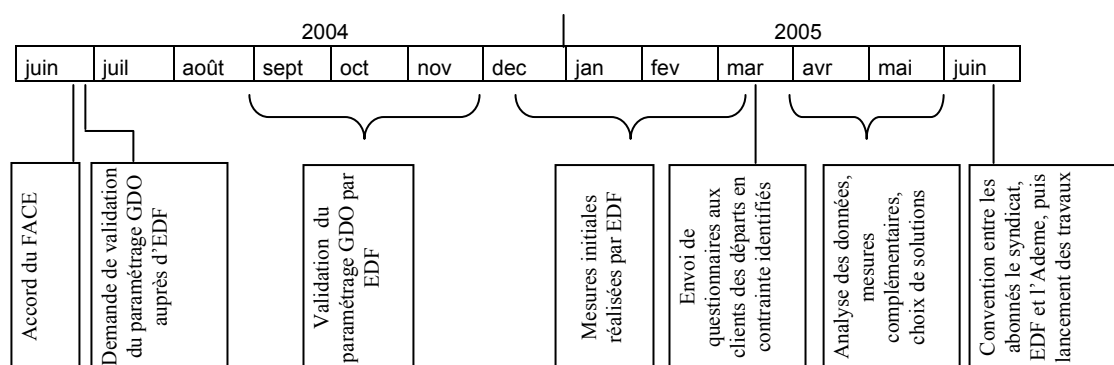 2004
2005
juin
juil
août
sept
oct
nov
dec
jan
fev
mar
avr
mai
juin
Accord du FACE
Demande de validation
du paramétrage GDO
auprès d'EDF
Validation du
paramétrage GDO par
EDF
Mesures initiales
réalisées par EDF
Envoi de
questionnaires aux
clients des départs en
contrainte identifiés
Analyse des données,
mesures
complémentaires,
choix de solutions
Convention entre les
abonnés le syndicat,
EDF et l'Ademe, puis
lancement des travaux